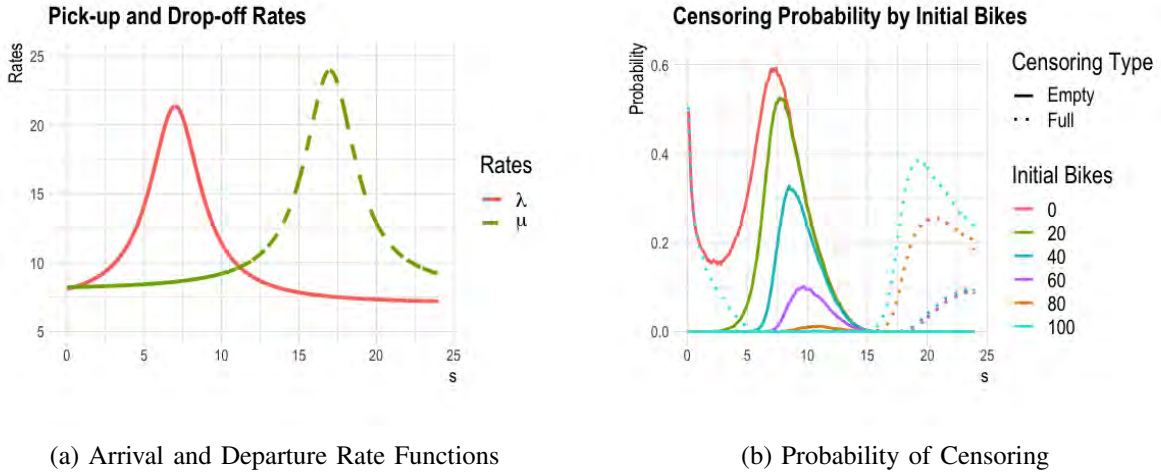 Pick-up and Drop-off Rates
Rates
25
20
15
10
5
0 5 10 15 20 25
s
Rates
λ
μ
(a) Arrival and Departure Rate Functions
Censoring Probability by Initial Bikes
Probability
0.6
0.4
0.2
0.0
0 5 10 15 20 25
s
Censoring Type
Empty
Full
Initial Bikes
0
20
40
60
80
100
(b) Probability of Censoring